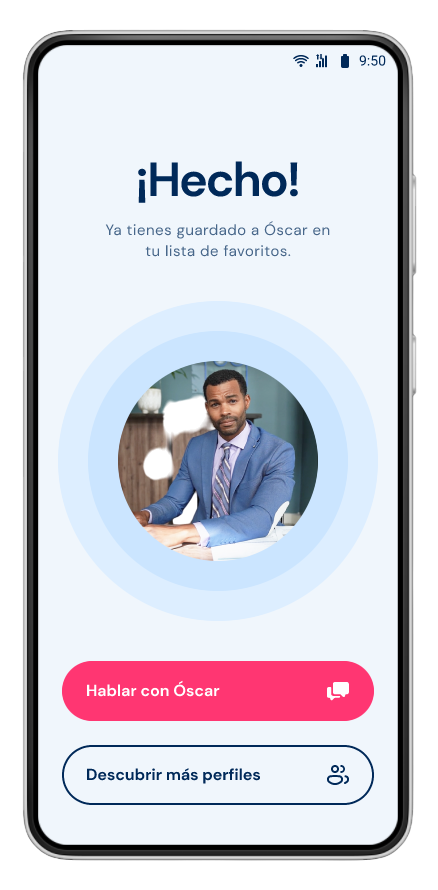 9:50
¡Hecho!
Ya tienes guardado a Óscar en
tu lista de favoritos.
Hablar con Óscar
Descubrir más perfiles